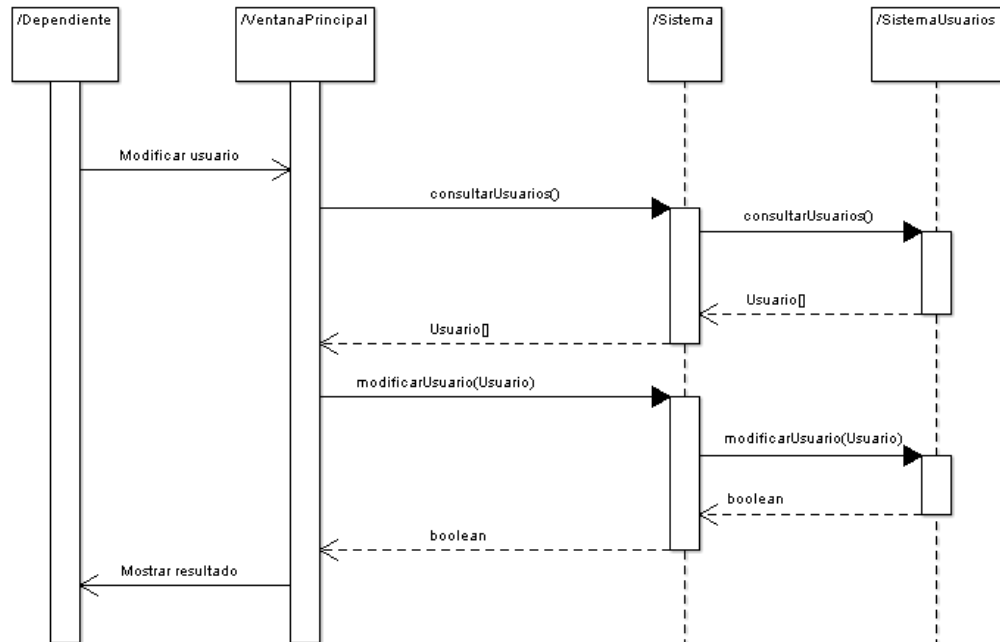 /Dependiente
/VentanaPrincipal
/Sistema
/SistemaUsuarios
Modificar usuario
consultarUsuarios()
consultarUsuarios()
Usuario[]
Usuario[]
modificarUsuario(Usuario)
modificarUsuario(Usuario)
boolean
boolean
Mostrar resultado